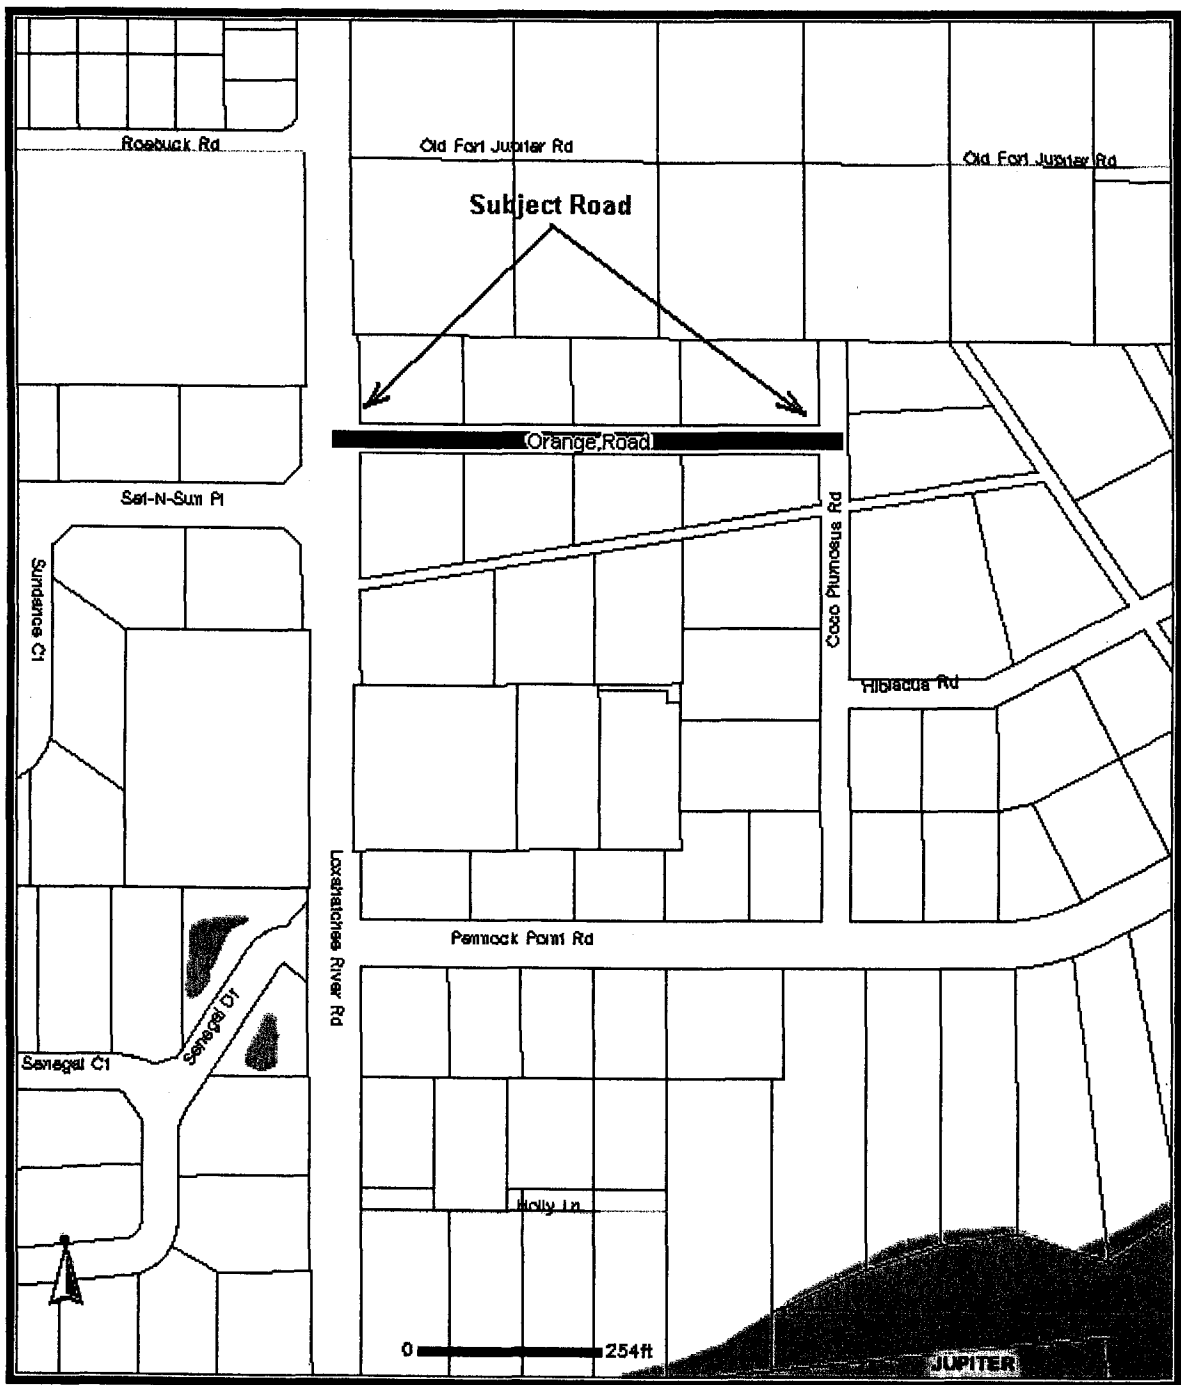 Roebuck Rd
Old Fort Jupiter Rd
Old Fort Jupiter Rd
Subject Road
Orange Road
Sat-N-Sun Pl
Coco Plumosus Rd
Sundance Ct
Hibiscus Rd
Loxahatchee River Rd
Pennock Point Rd
Senegal Dr
Senegal Ct
Holly Ln
0 254ft
JUPITER